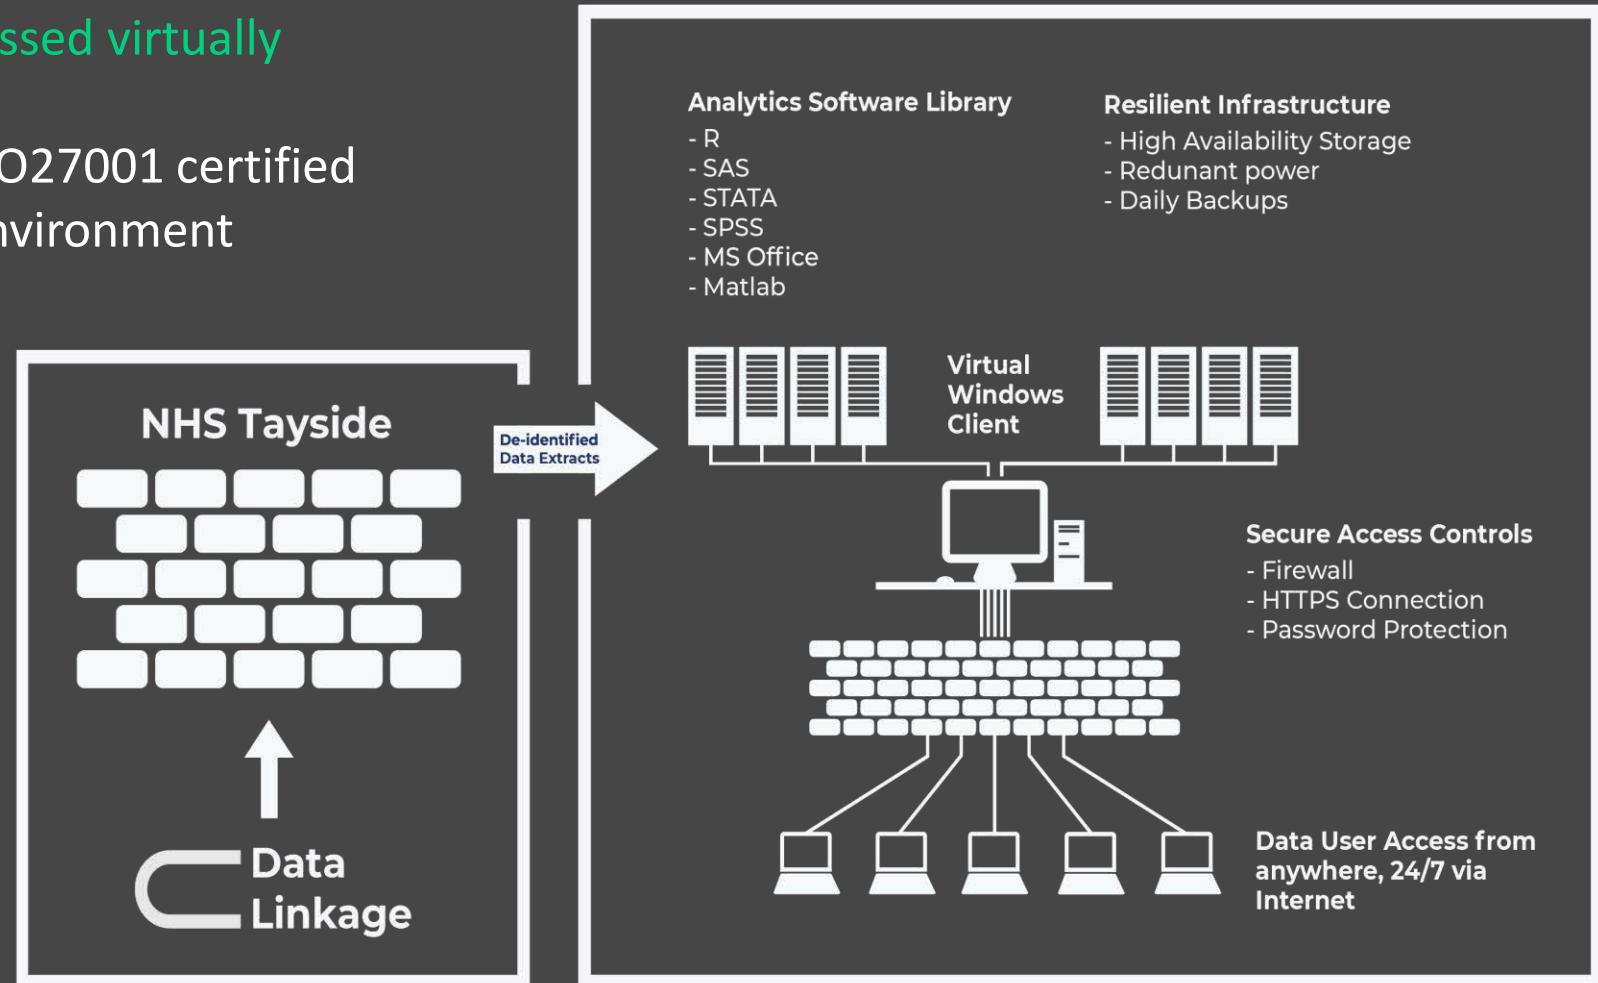 ssed virtually
O27001 certified
nvironment
NHS Tayside
Data
Linkage
De-identified
Data Extracts
Analytics Software Library
- R
- SAS
- STATA
- SPSS
- MS Office
- Matlab
Resilient Infrastructure
- High Availability Storage
- Redunant power
- Daily Backups
Virtual
Windows
Client
Secure Access Controls
- Firewall
- HTTPS Connection
- Password Protection
Data User Access from
anywhere, 24/7 via
Internet